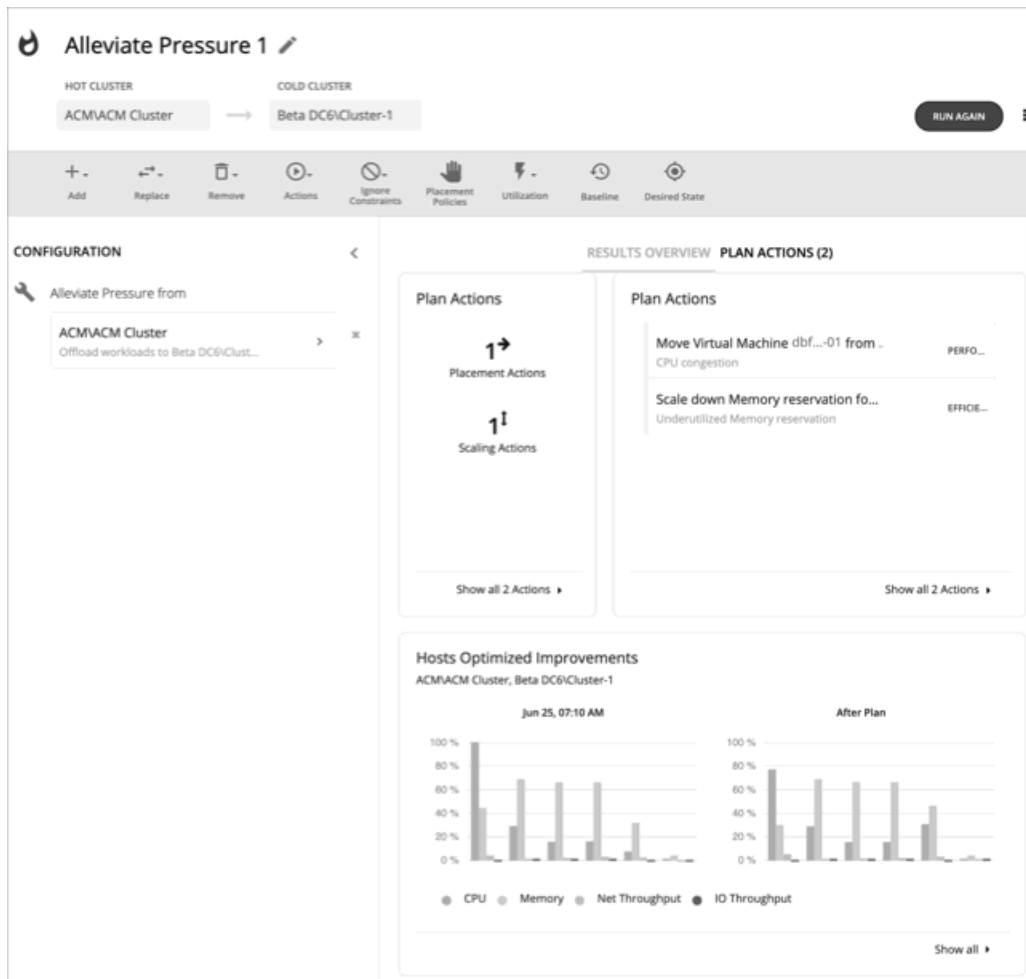 Alleviate Pressure 1
HOT CLUSTER
COLD CLUSTER
ACM\ACM Cluster
Beta DC6\Cluster-1
RUN AGAIN
Add
Replace
Remove
Actions
Ignore
Constraints
Placement
Policies
Utilization
Baseline
Desired State
CONFIGURATION
Alleviate Pressure from
ACM\ACM Cluster
Offload workloads to Beta DC6\Clust...
RESULTS OVERVIEW
PLAN ACTIONS (2)
Plan Actions
1
Placement Actions
1
Scaling Actions
Show all 2 Actions
Plan Actions
Move Virtual Machine dbf...-01 from ..
PERFO...
CPU congestion
Scale down Memory reservation fo...
EFFICIE...
Underutilized Memory reservation
Show all 2 Actions
Hosts Optimized Improvements
ACM\ACM Cluster, Beta DC6\Cluster-1
Jun 25, 07:10 AM
100 %
80 %
60 %
40 %
20 %
0 %
After Plan
100 %
80 %
60 %
40 %
20 %
0 %
CPU
Memory
Net Throughput
IO Throughput
Show all